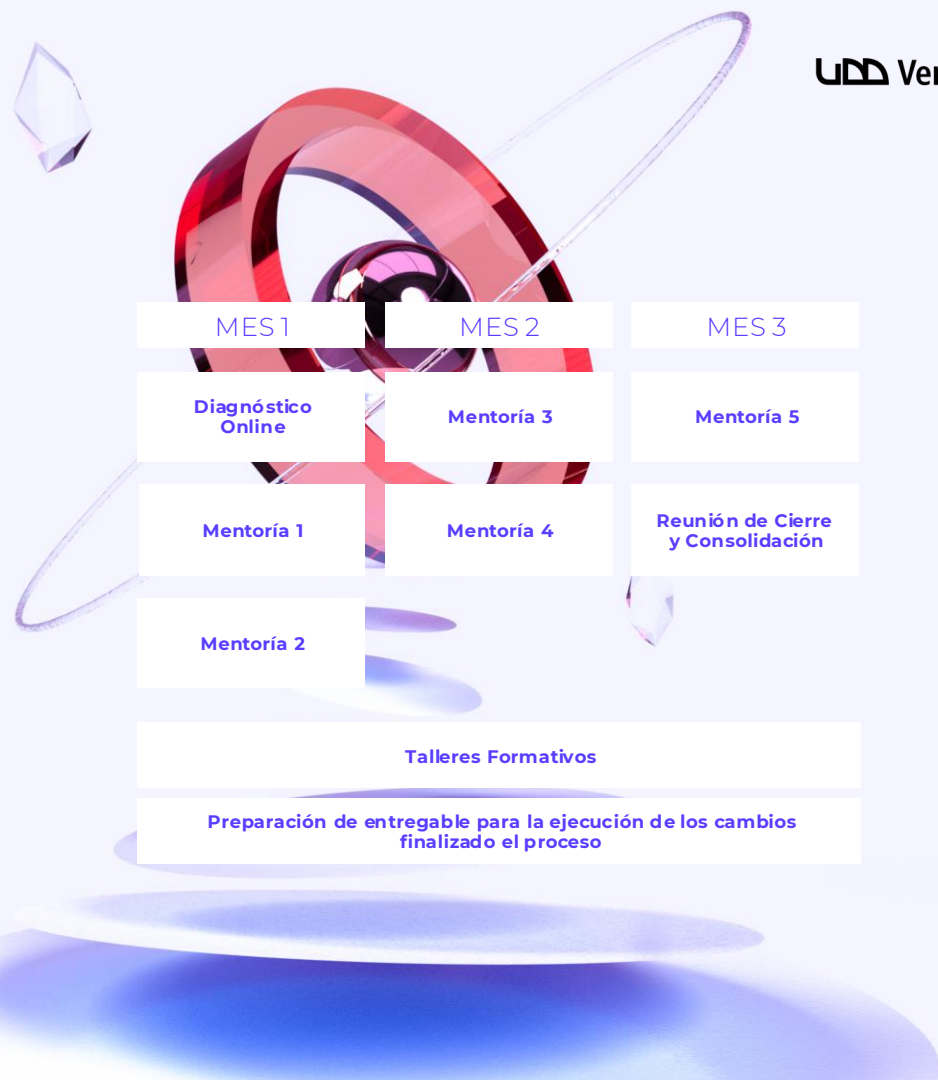 UDD
MES 1
MES 2
MES 3
Diagnóstico
Online
Mentoría 3
Mentoría 5
Mentoría 1
Mentoría 4
Reunión de Cierre
y Consolidación
Mentoría 2
Talleres Formativos
Preparación de entregable para la ejecución de los cambios
finalizado el proceso